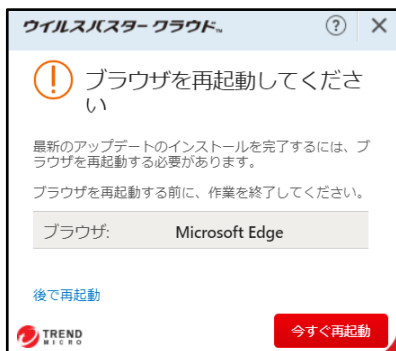 ウイルスバスター クラウド™
ブラウザを再起動してくださ
い
最新のアップデートのインストールを完了するには、ブ
ラウザを再起動する必要があります。
ブラウザを再起動する前に、作業を終了してください。
ブラウザ: Microsoft Edge
後で再起動
今すぐ再起動
TREND
MICRO